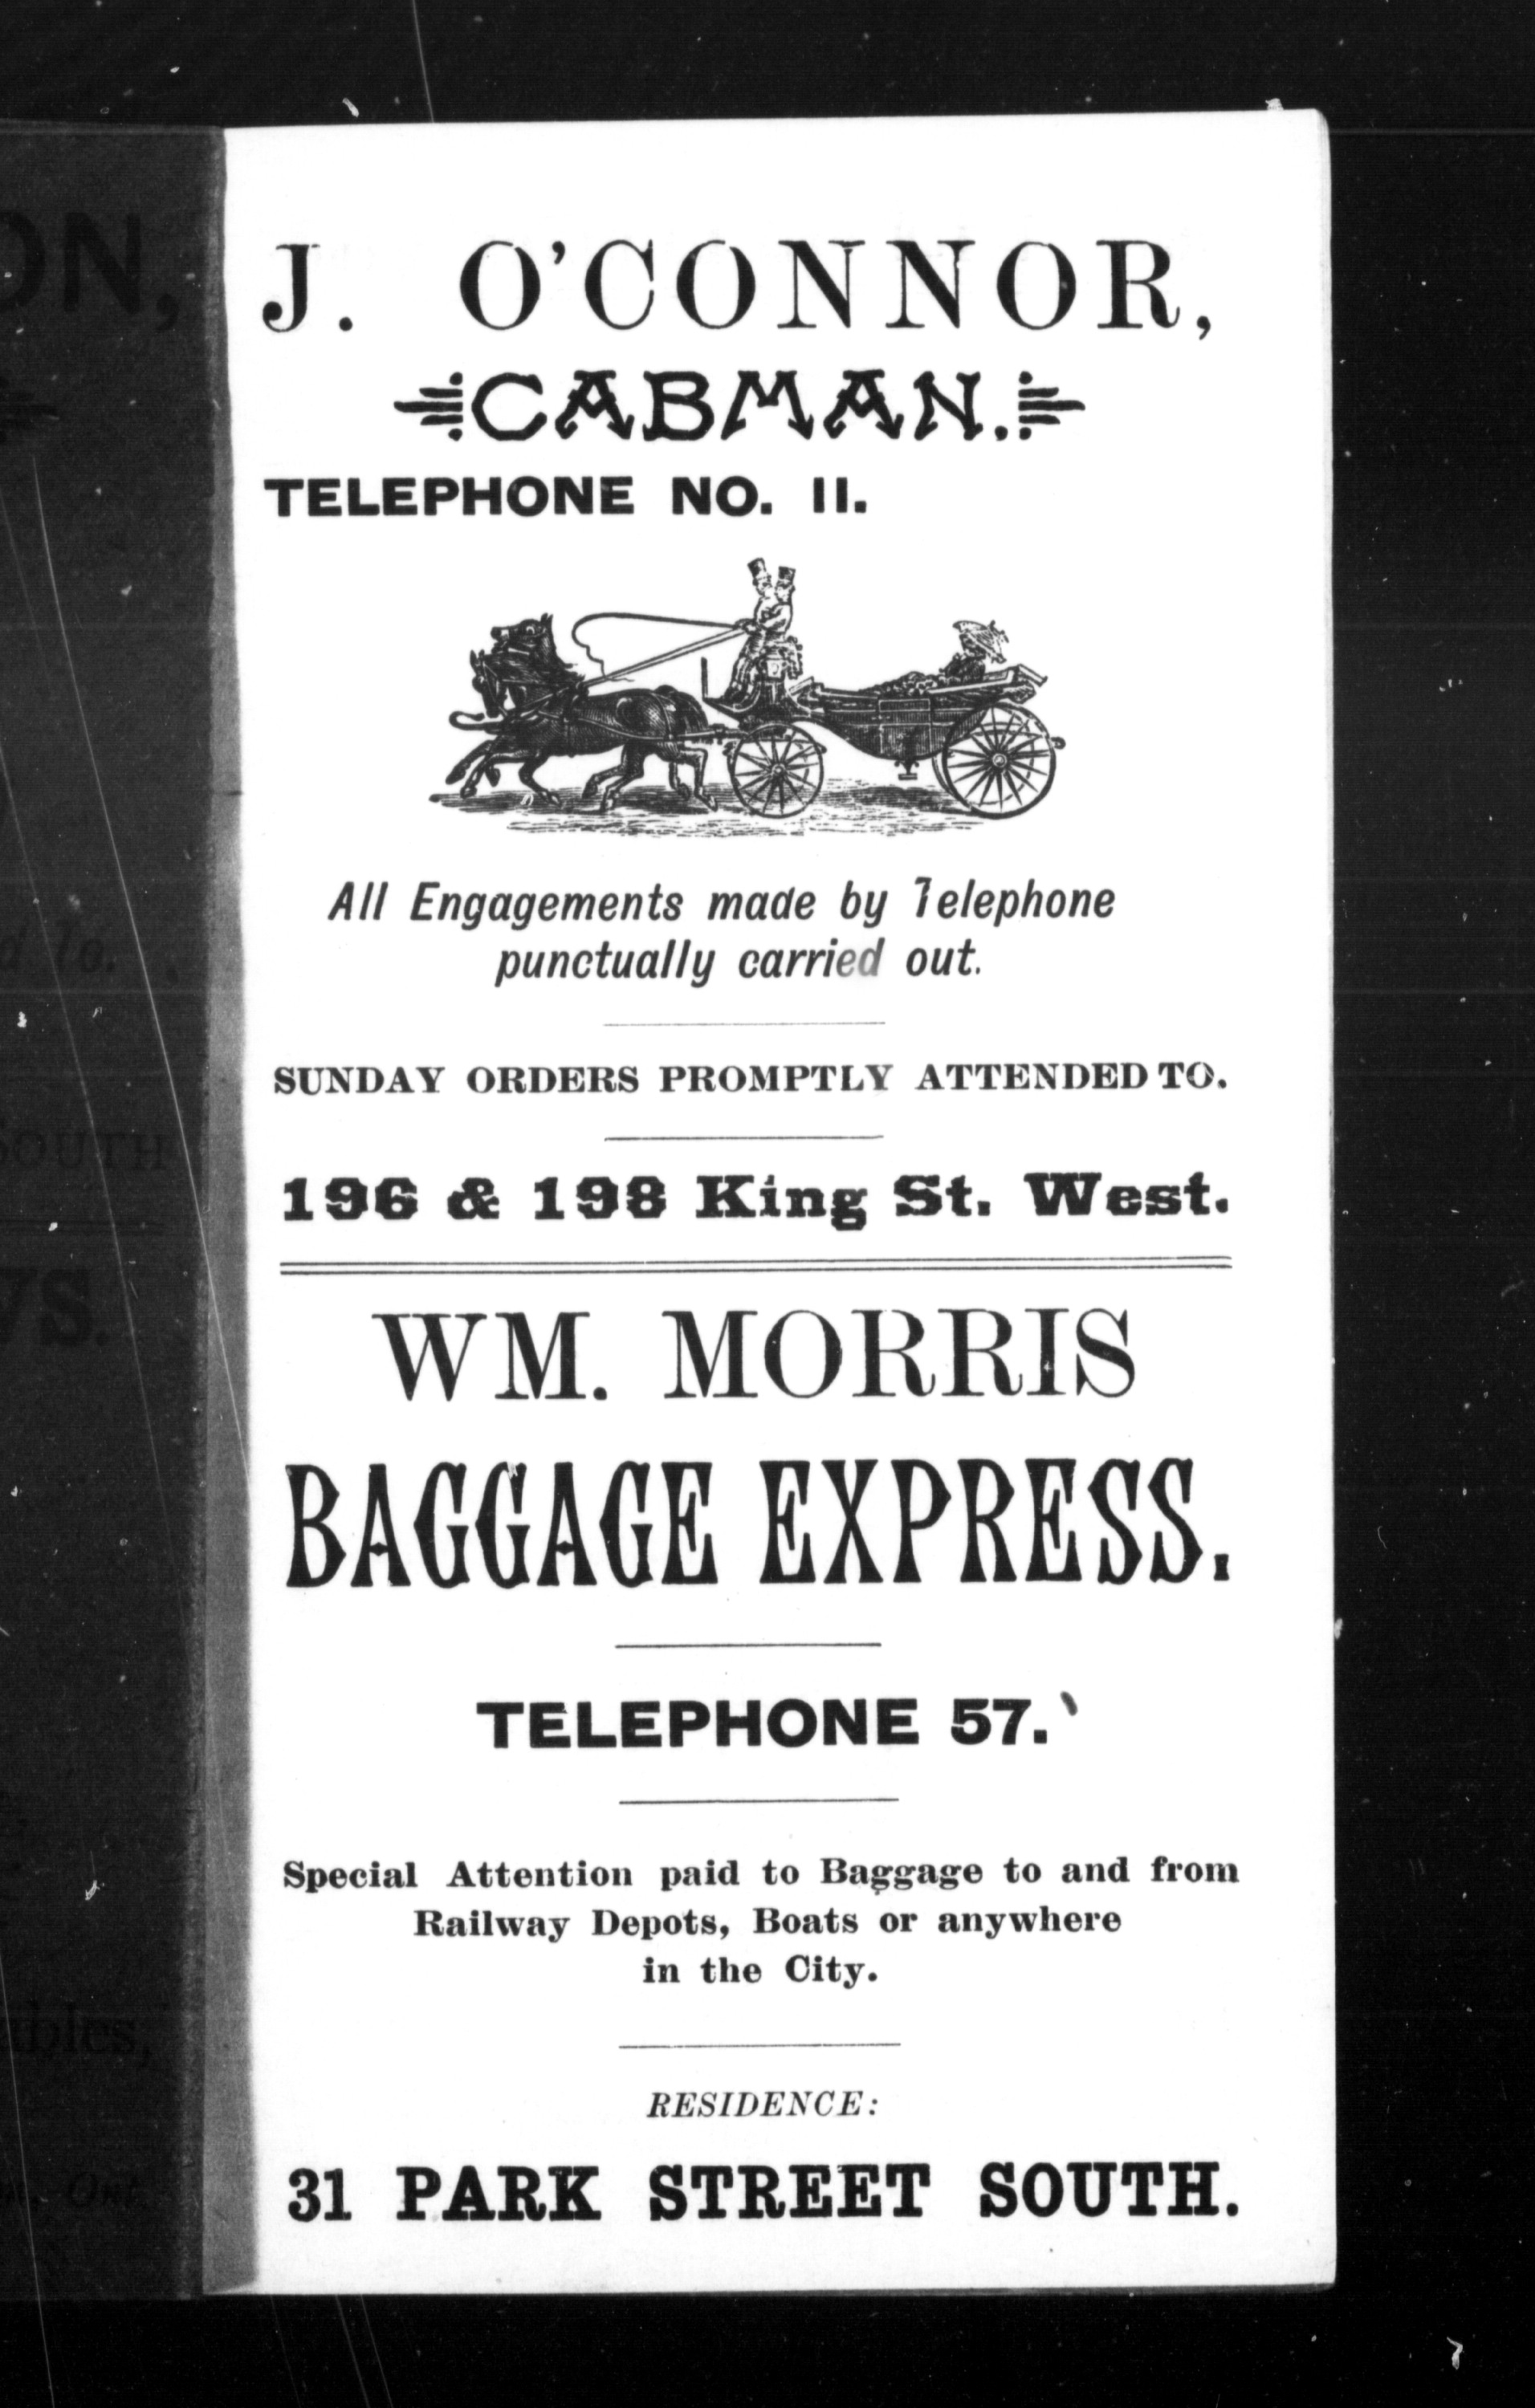 J. O'CONNOR,
CABMAN.
TELEPHONE NO. 11.
All Engagements made by Telephone
punctually carried out.
SUNDAY ORDERS PROMPTLY ATTENDED TO.
196 & 198 King St. West.
WM. MORRIS
BAGGAGE EXPRESS.
TELEPHONE 57.
Special Attention paid to Baggage to and from
Railway Depots, Boats or anywhere
in the City.
RESIDENCE:
31 PARK STREET SOUTH.